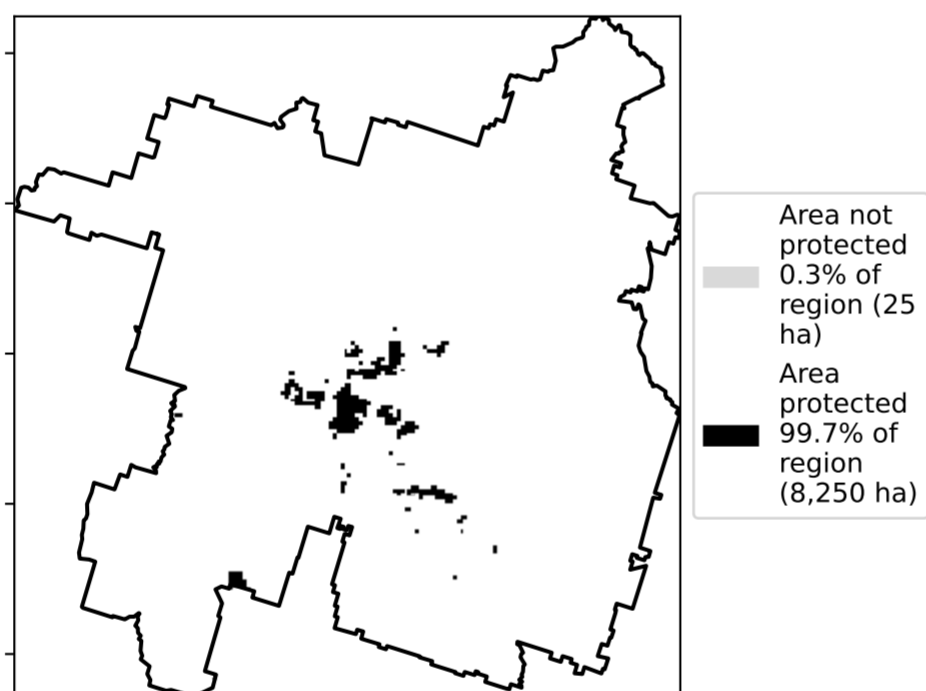 Area not
protected
0.3% of
region (25
ha)
Area
protected
99.7% of
region
(8,250 ha)